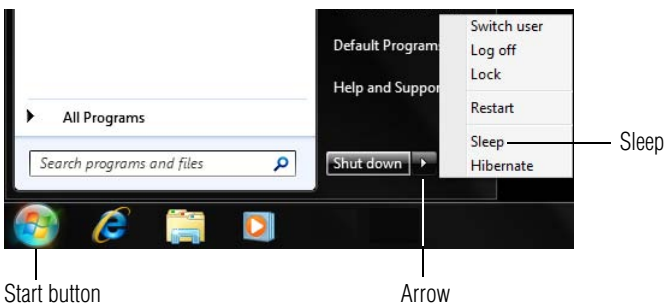 Switch user
Default Program
Log off
Lock
Help and Suppor
Restart
All Programs
Sleep
Sleep
Search programs and files
Shut down
Hibernate
Start button
Arrow